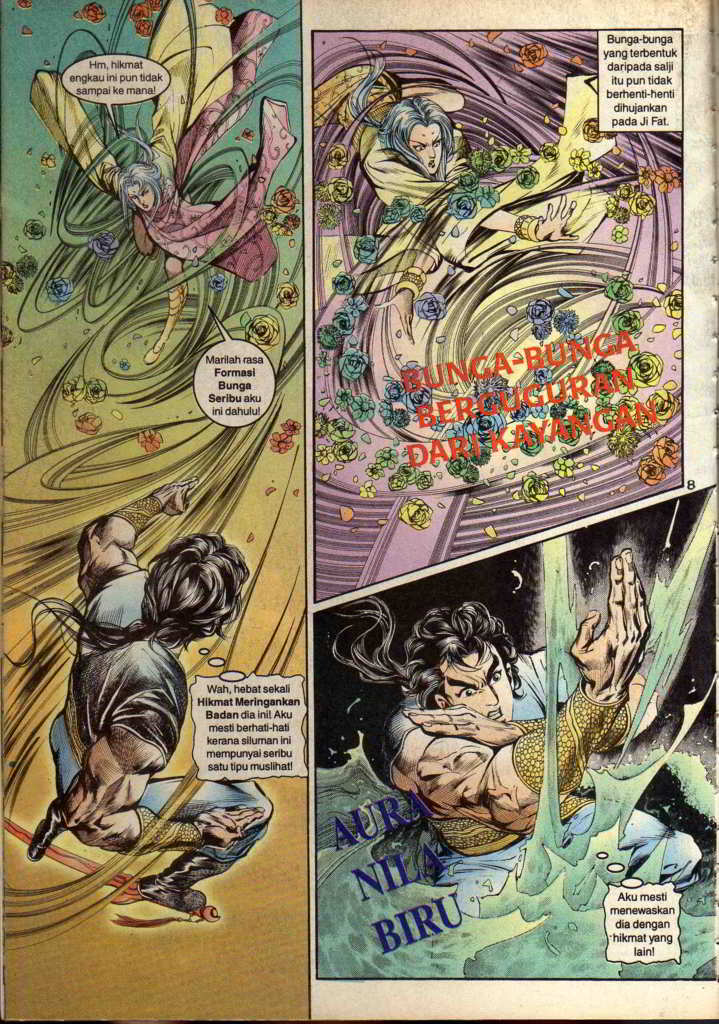 Hm, hikmat
engkau ini pun tidak
sampai ke mana!
Marilah rasa
Formasi
Bunga
Seribu aku
ini dahulu!
Wah, hebat sekali
Hikmat Meringankan
Badan dia ini! Aku
mesti berhati-hati
kerana siluman ini
mempunyai seribu
satu tipu muslihat!
Bunga-bunga
yang terbentuk
daripada salji
itu pun tidak
berhenti-henti
dihujankan
pada Ji Fat.
BUNGA-BUNGA
BERGUGURAN
DARI KAYANGAN
8
AURA
NILA
BIRU
Aku mesti
menewaskan
dia dengan
hikmat yang
lain!